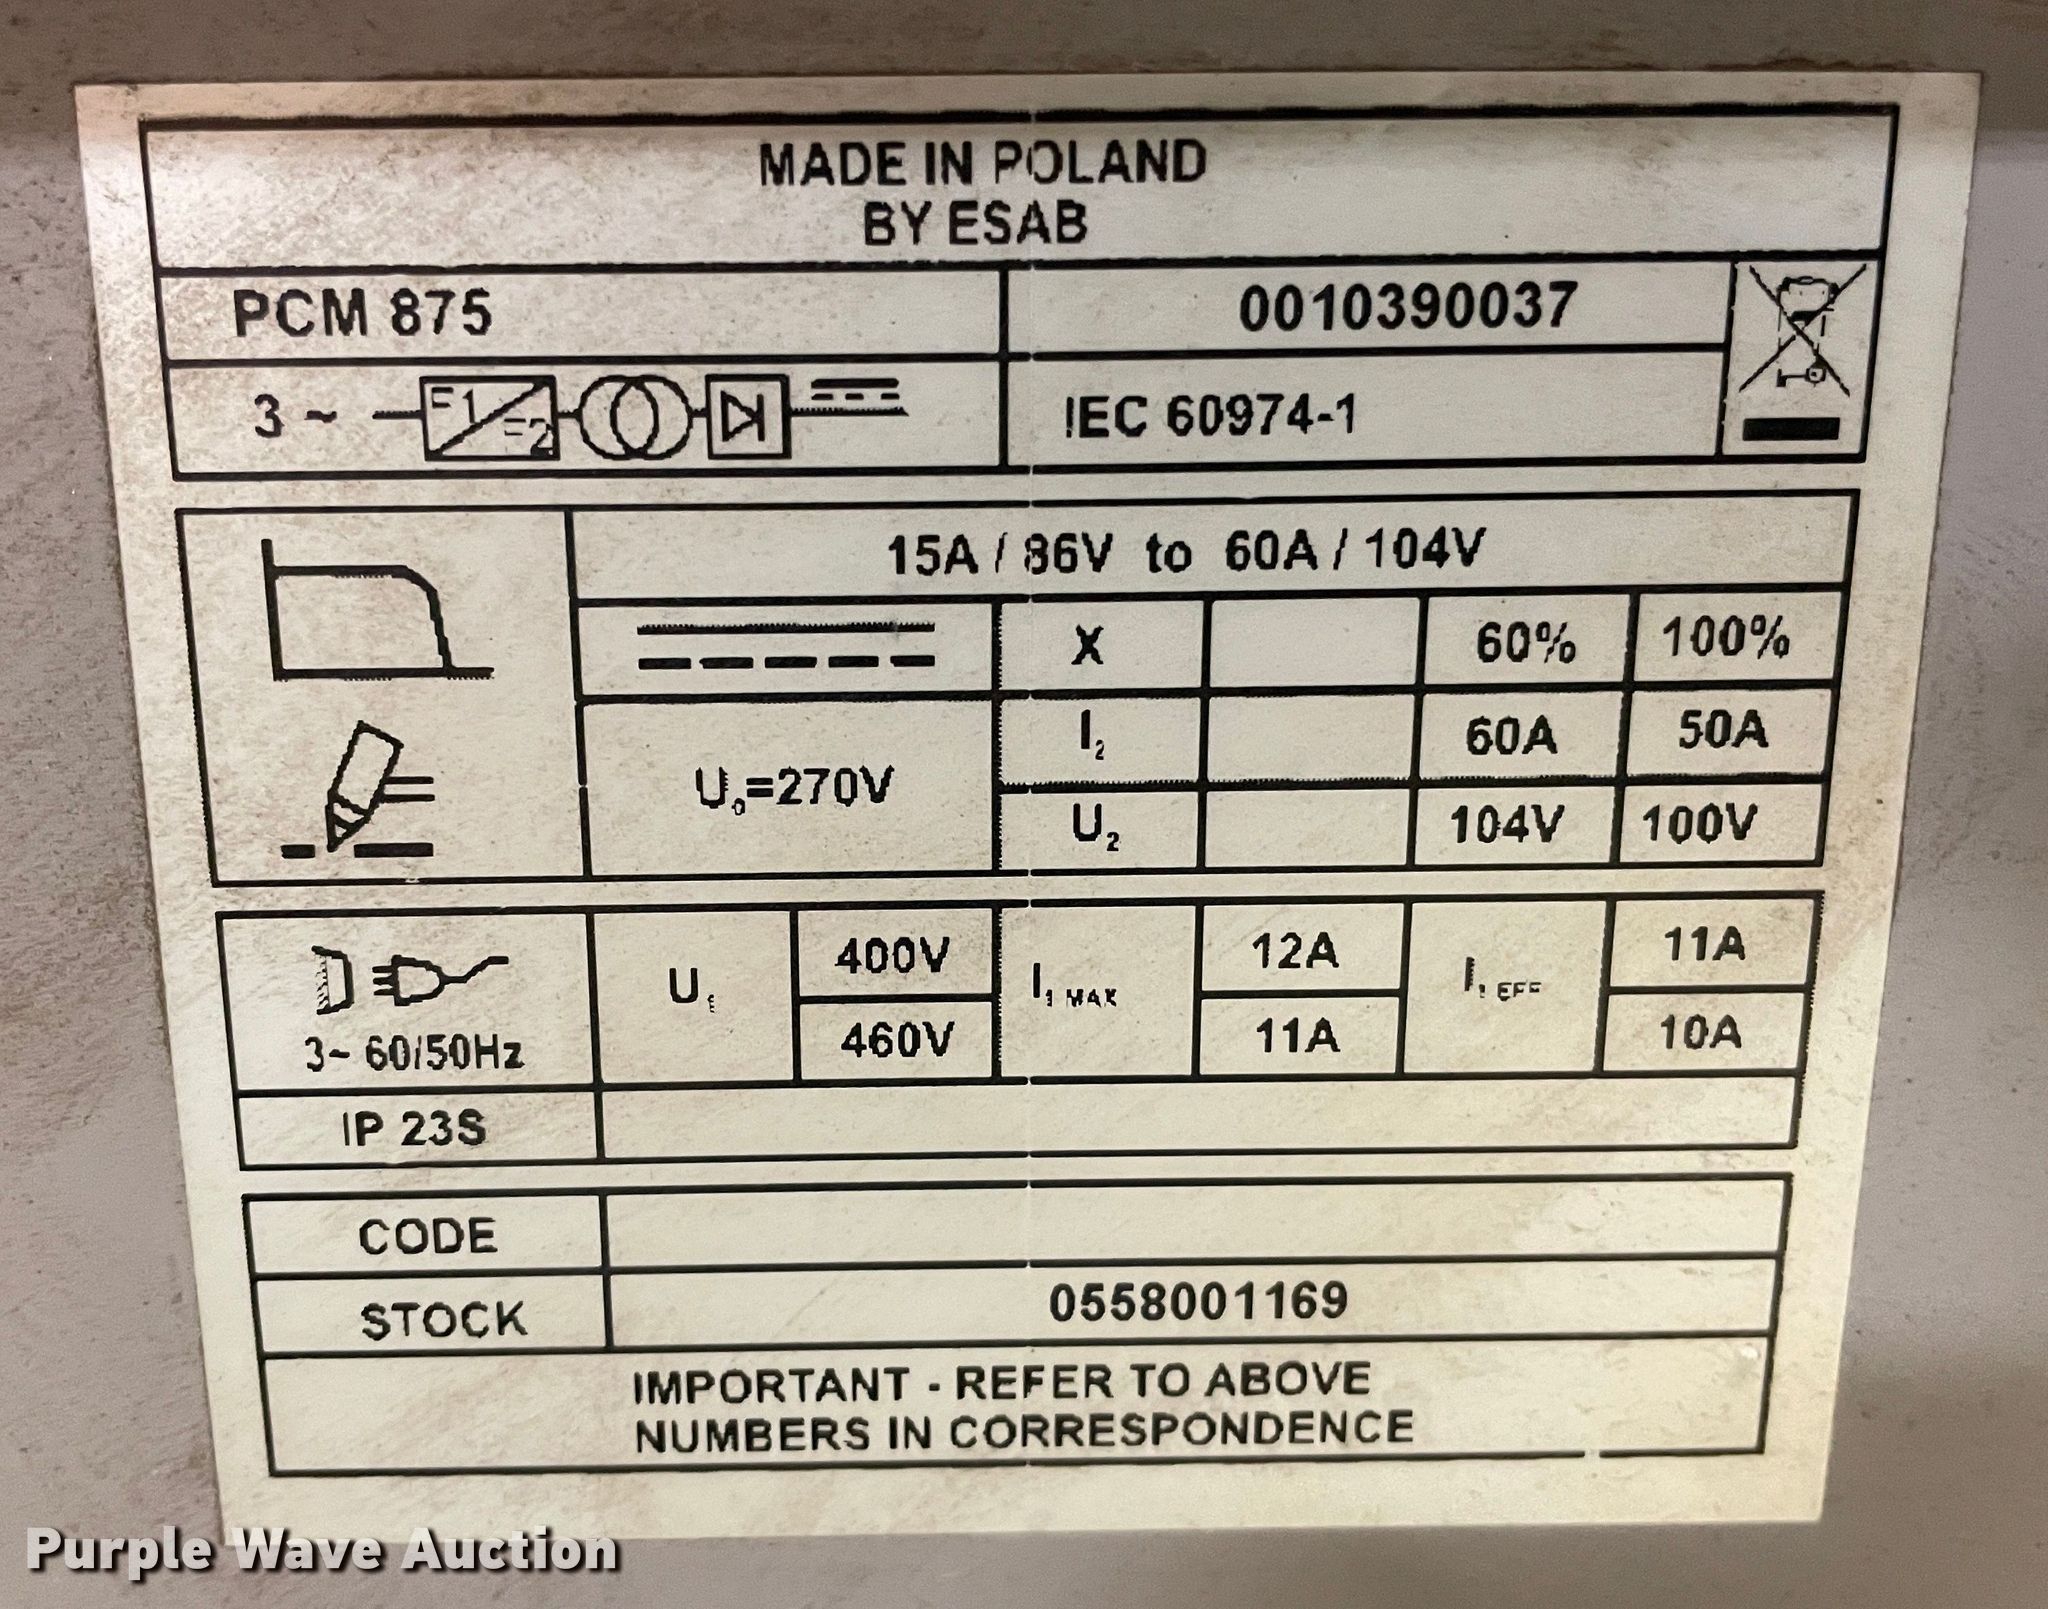 MADE IN POLAND
BY ESAB
PCM 875
0010390037
3 ~
F1
F2
IEC 60974-1
15A / 86V to 60A / 104V
X 60% 100%
U₀=270V
I₂ 60A 50A
U₂ 104V 100V
3~ 60/50Hz
U₁
400V
460V
I₁ MAX
12A
11A
I₁ EFF
11A
10A
IP 23S
CODE
STOCK 0558001169
IMPORTANT - REFER TO ABOVE
NUMBERS IN CORRESPONDENCE
Purple Wave Auction